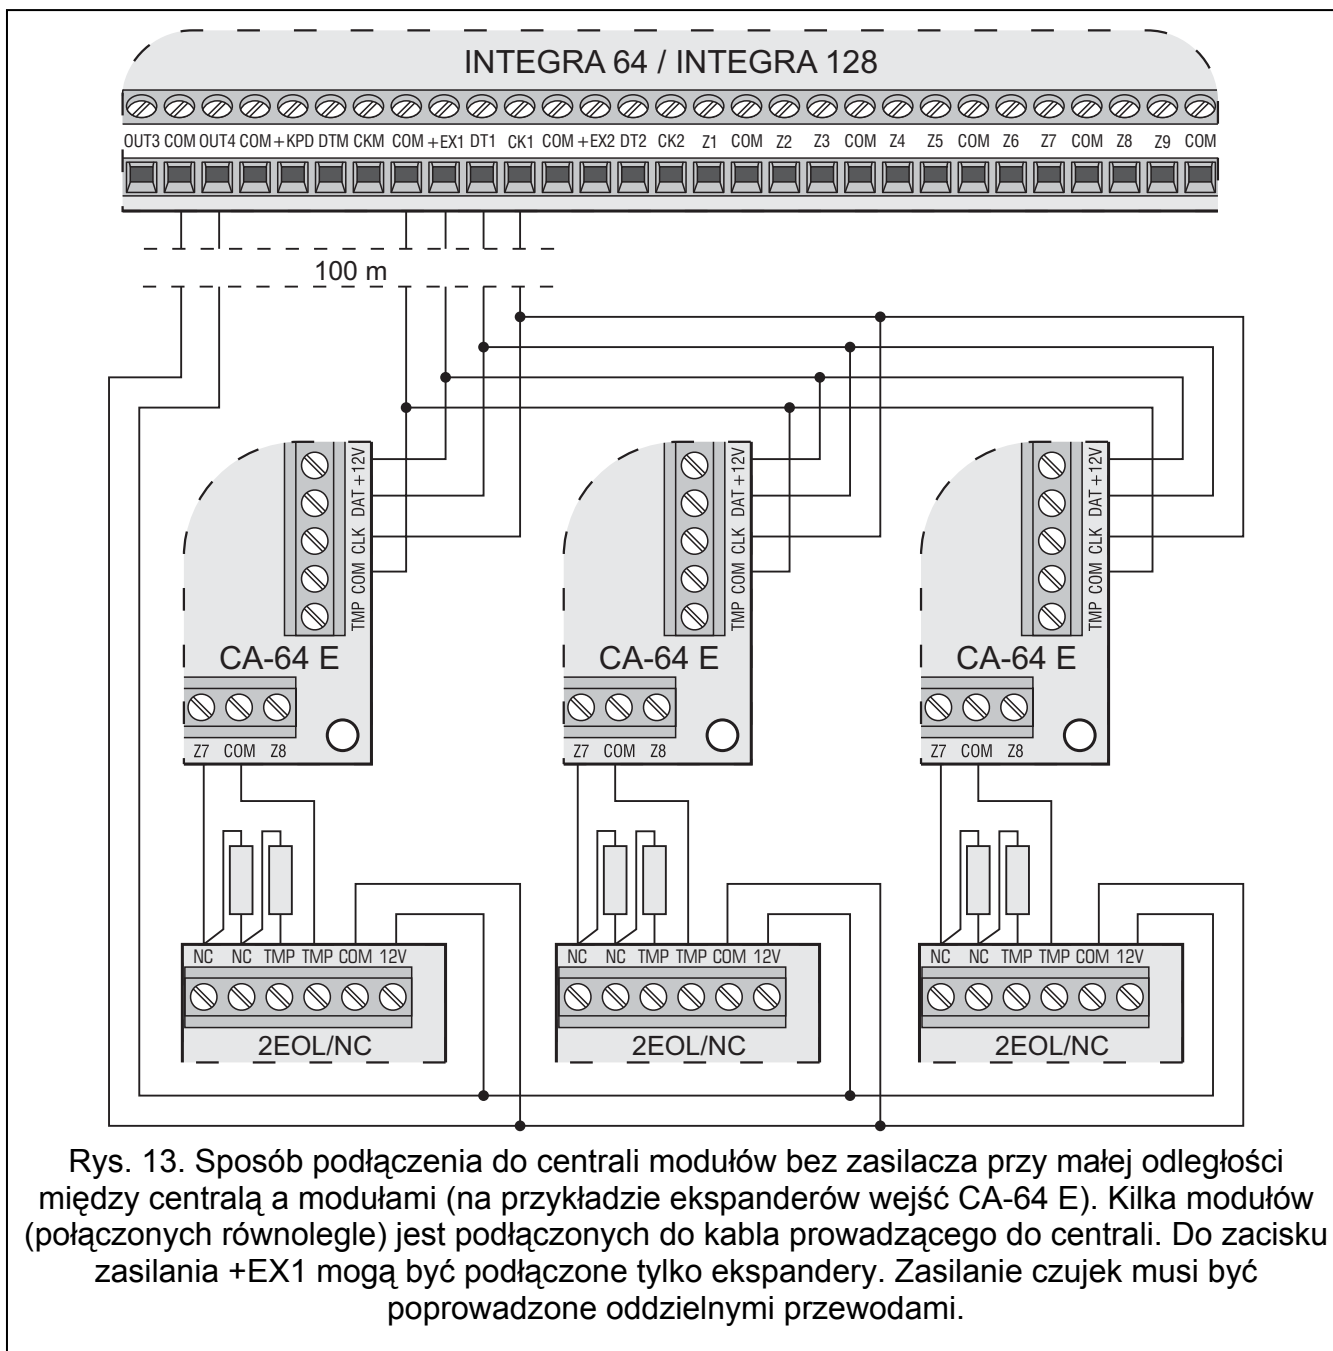 INTEGRA 64 / INTEGRA 128
OUT3 COM OUT4 COM +KPD DTM CKM COM +EX1 DT1 CK1 COM +EX2 DT2 CK2 Z1 COM Z2 Z3 COM Z4 Z5 COM Z6 Z7 COM Z8 Z9 COM
100 m
TMP COM CLK DAT +12V
TMP COM CLK DAT +12V
TMP COM CLK DAT +12V
CA-64 E CA-64 E CA-64 E
Z7 COM Z8 Z7 COM Z8 Z7 COM Z8
NC NC TMP TMP COM 12V NC NC TMP TMP COM 12V NC NC TMP TMP COM 12V
2EOL/NC 2EOL/NC 2EOL/NC
Rys. 13. Sposób podłączenia do centrali modułów bez zasilacza przy małej odległości
między centralą a modułami (na przykładzie ekspanderów wejść CA-64 E). Kilka modułów
(połączonych równolegle) jest podłączonych do kabla prowadzącego do centrali. Do zacisku
zasilania +EX1 mogą być podłączone tylko ekspandery. Zasilanie czujek musi być
poprowadzone oddzielnymi przewodami.